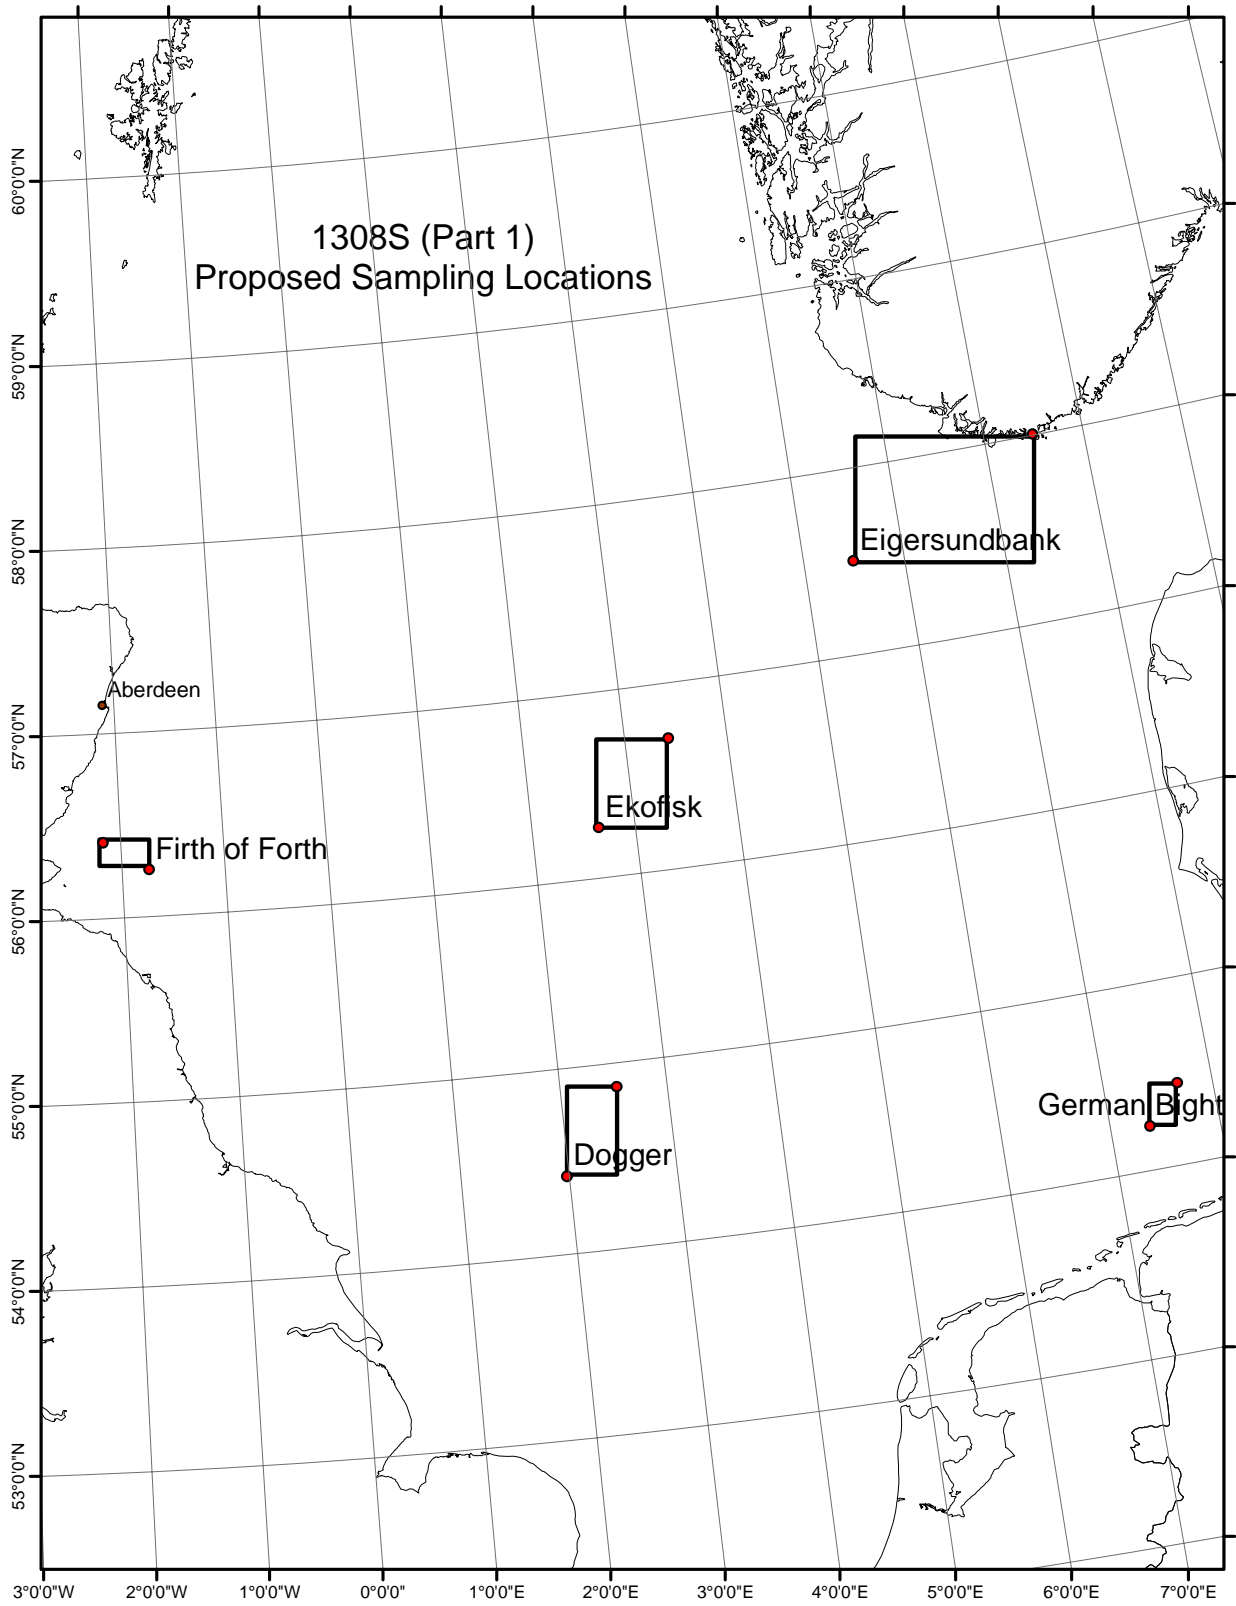 60°0'0"N
1308S (Part 1)
Proposed Sampling Locations
59°0'0"N
58°0'0"N
Eigersundbank
Aberdeen
57°0'0"N
Ekofisk
Firth of Forth
56°0'0"N
55°0'0"N
German Bight
Dogger
54°0'0"N
53°0'0"N
3°0'0"W 2°0'0"W 1°0'0"W 0°0'0" 1°0'0"E 2°0'0"E 3°0'0"E 4°0'0"E 5°0'0"E 6°0'0"E 7°0'0"E